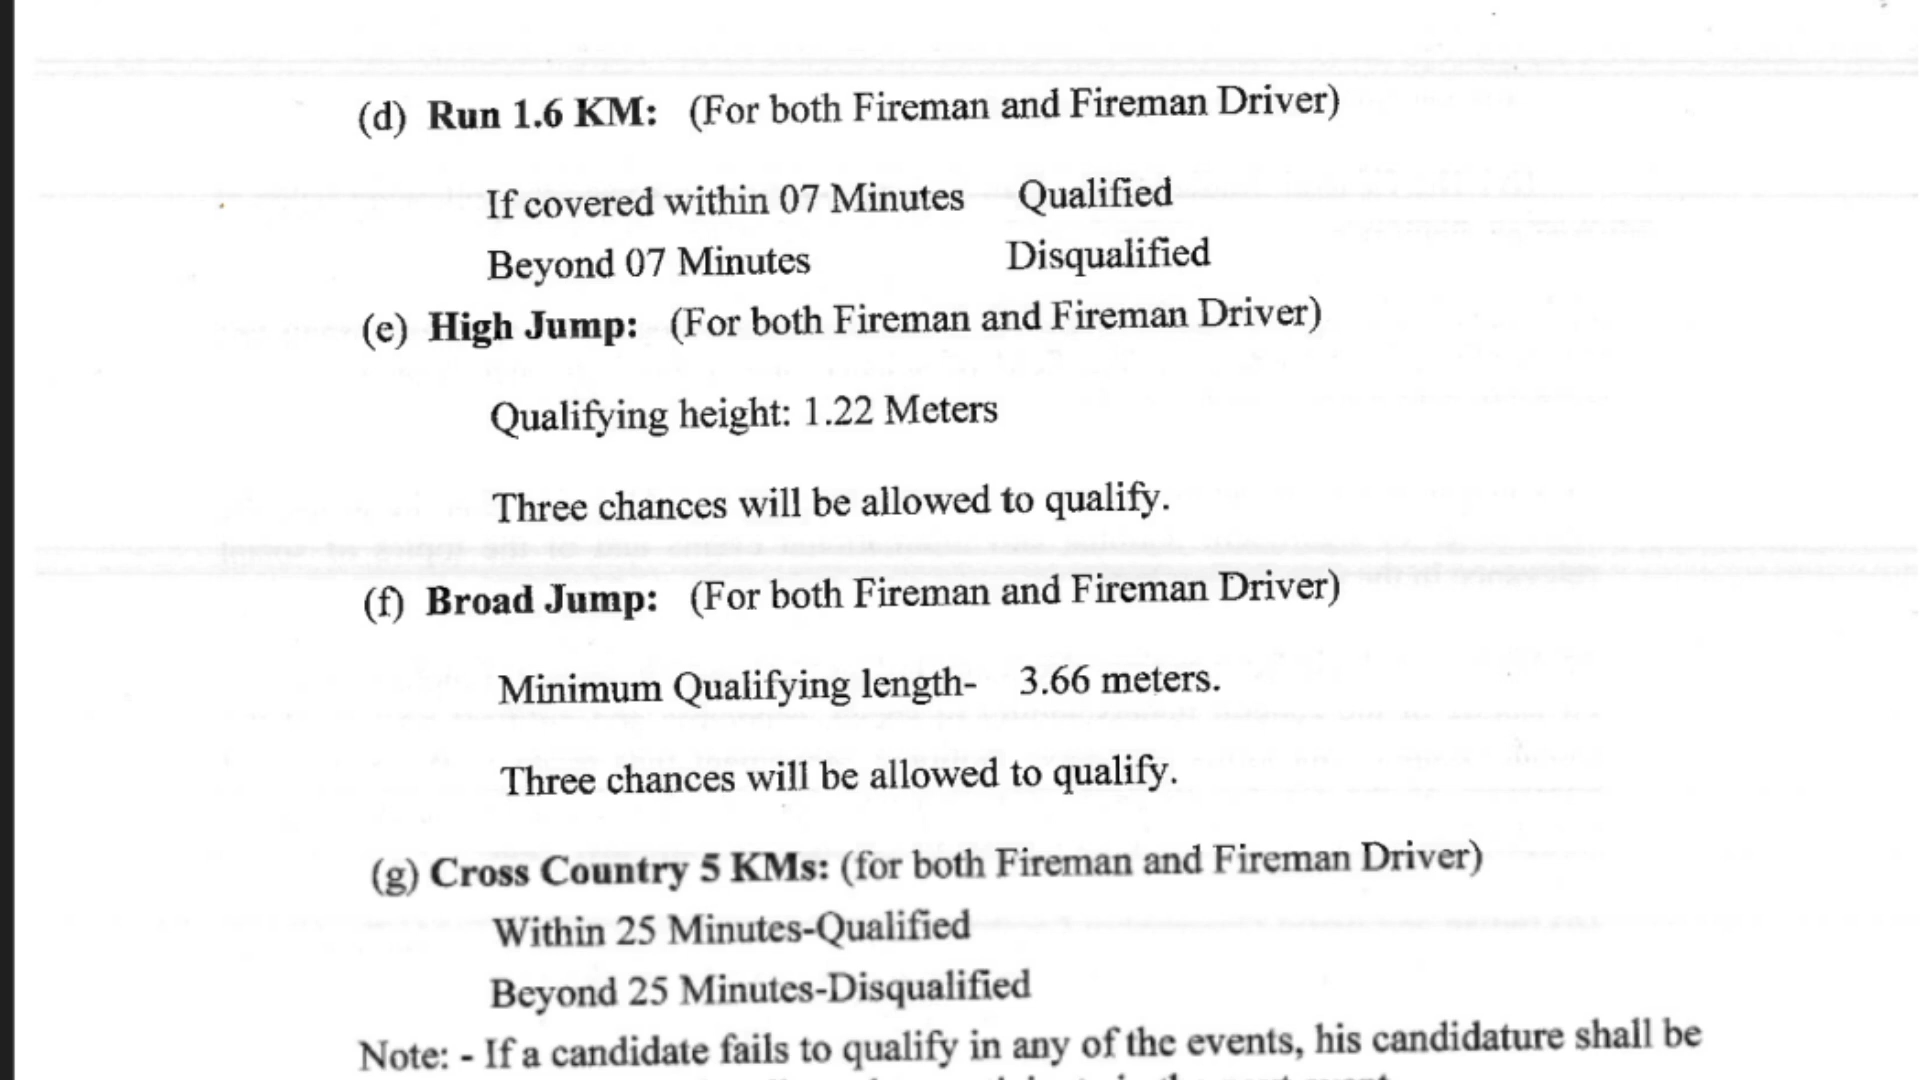 (d) Run 1.6 KM: (For both Fireman and Fireman Driver)
If covered within 07 Minutes Qualified
Beyond 07 Minutes Disqualified
(e) High Jump: (For both Fireman and Fireman Driver)
Qualifying height: 1.22 Meters
Three chances will be allowed to qualify.
(f) Broad Jump: (For both Fireman and Fireman Driver)
Minimum Qualifying length- 3.66 meters.
Three chances will be allowed to qualify.
(g) Cross Country 5 KMs: (for both Fireman and Fireman Driver)
Within 25 Minutes-Qualified
Beyond 25 Minutes-Disqualified
Note: - If a candidate fails to qualify in any of the events, his candidature shall be